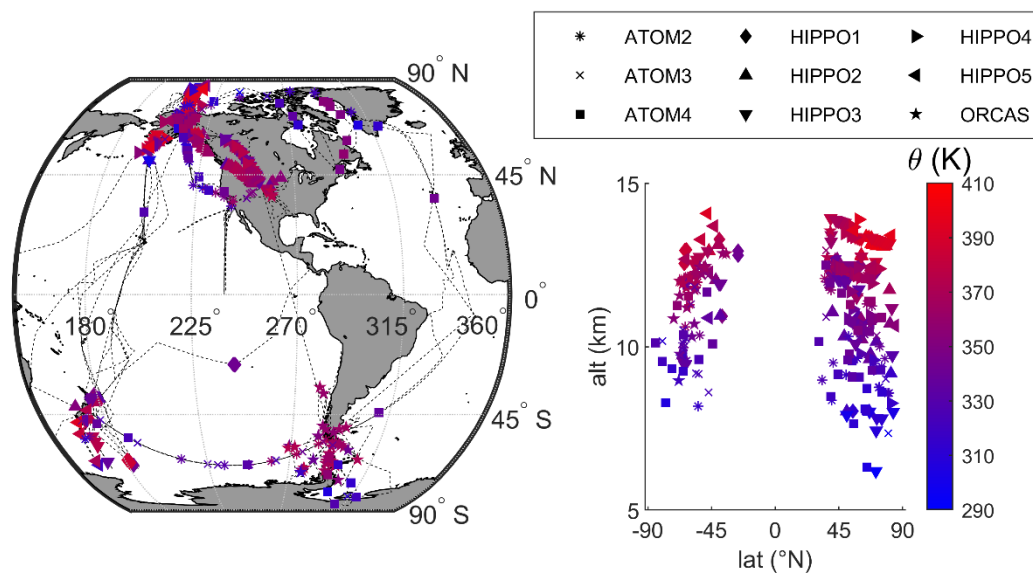 90° N
45° N
0°
180° 225° 270° 315° 360°
45° S
90° S
ATOM2 HIPPO1 HIPPO4
ATOM3 HIPPO2 HIPPO5
ATOM4 HIPPO3 ORCAS
θ (K)
15
10
5
alt (km)
-90 -45 0 45 90
lat (°N)
410
390
370
350
330
310
290